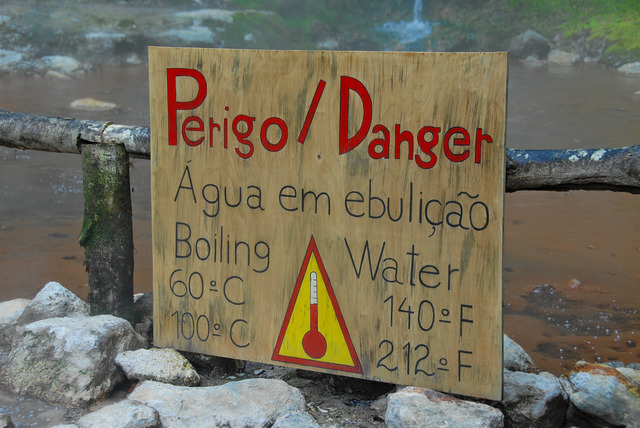 Perigo / Danger
Água em ebulição
Boiling Water
60º C 140º F
100º C 212º F